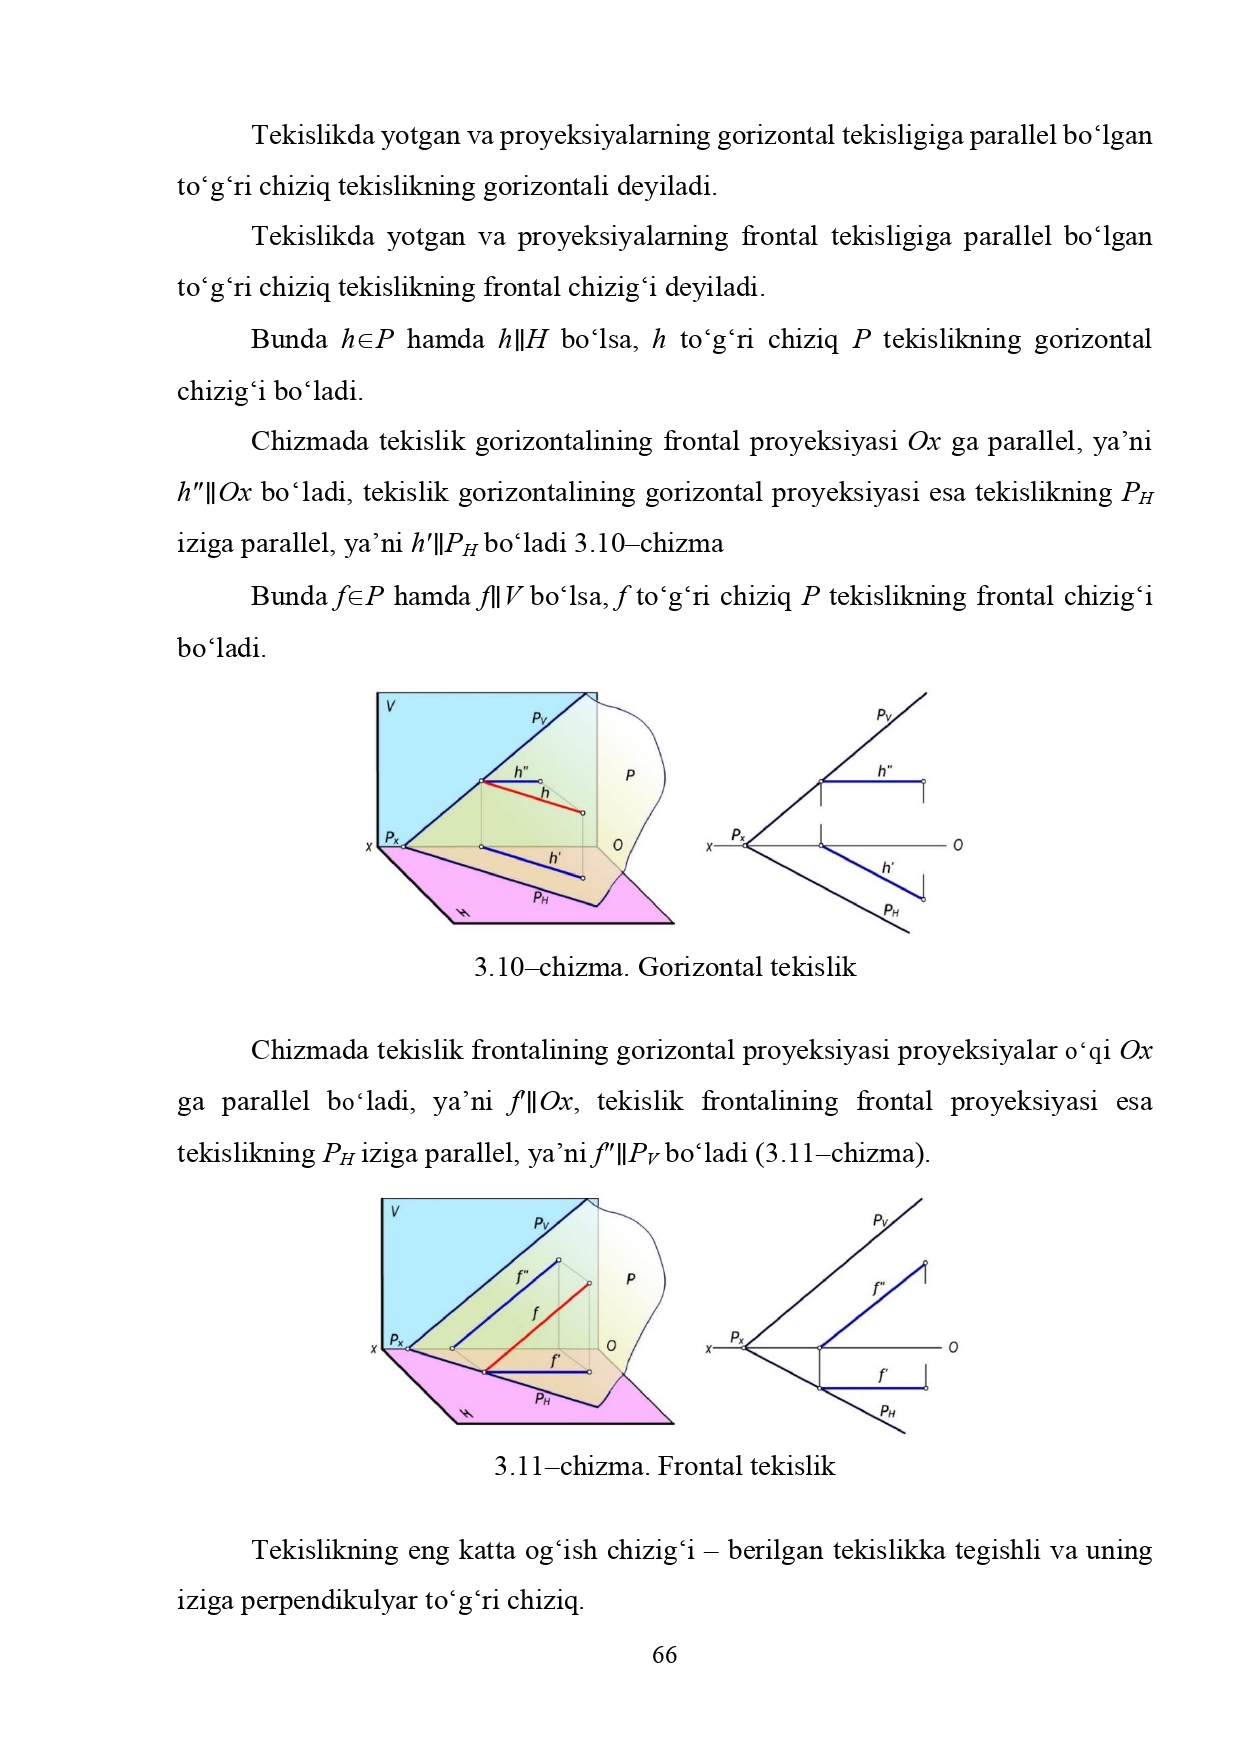 Tekislikda yotgan va proyeksiyalarning gorizontal tekisligiga parallel bo‘lgan
to‘g‘ri chiziq tekislikning gorizontali deyiladi.
Tekislikda yotgan va proyeksiyalarning frontal tekisligiga parallel bo‘lgan
to‘g‘ri chiziq tekislikning frontal chizig‘i deyiladi.
Bunda h∈P hamda h‖H bo‘lsa, h to‘g‘ri chiziq P tekislikning gorizontal
chizig‘i bo‘ladi.
Chizmada tekislik gorizontalining frontal proyeksiyasi Ox ga parallel, ya’ni
h″‖Ox bo‘ladi, tekislik gorizontalining gorizontal proyeksiyasi esa tekislikning P_H
iziga parallel, ya’ni h′‖P_H bo‘ladi 3.10–chizma
Bunda f∈P hamda f‖V bo‘lsa, f to‘g‘ri chiziq P tekislikning frontal chizig‘i
bo‘ladi.
V
P_V
h"
h
P
P_x
x
O
h'
P_H
H
P_V
h"
P_x
x
O
h'
P_H
3.10–chizma. Gorizontal tekislik
Chizmada tekislik frontalining gorizontal proyeksiyasi proyeksiyalar o‘qi Ox
ga parallel bo‘ladi, ya’ni f′‖Ox, tekislik frontalining frontal proyeksiyasi esa
tekislikning P_H iziga parallel, ya’ni f″‖P_V bo‘ladi (3.11–chizma).
V
P_V
f"
P
f
P_x
x
O
f'
P_H
H
P_V
f"
P_x
x
O
f'
P_H
3.11–chizma. Frontal tekislik
Tekislikning eng katta og‘ish chizig‘i – berilgan tekislikka tegishli va uning
iziga perpendikulyar to‘g‘ri chiziq.
66